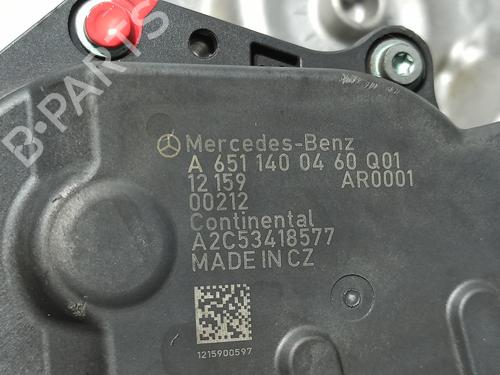 B-PARTS
Mercedes-Benz
A 651 140 04 60 Q01
12 159 AR0001
00212
Continental
A2C53418577
MADE IN CZ
1215900597